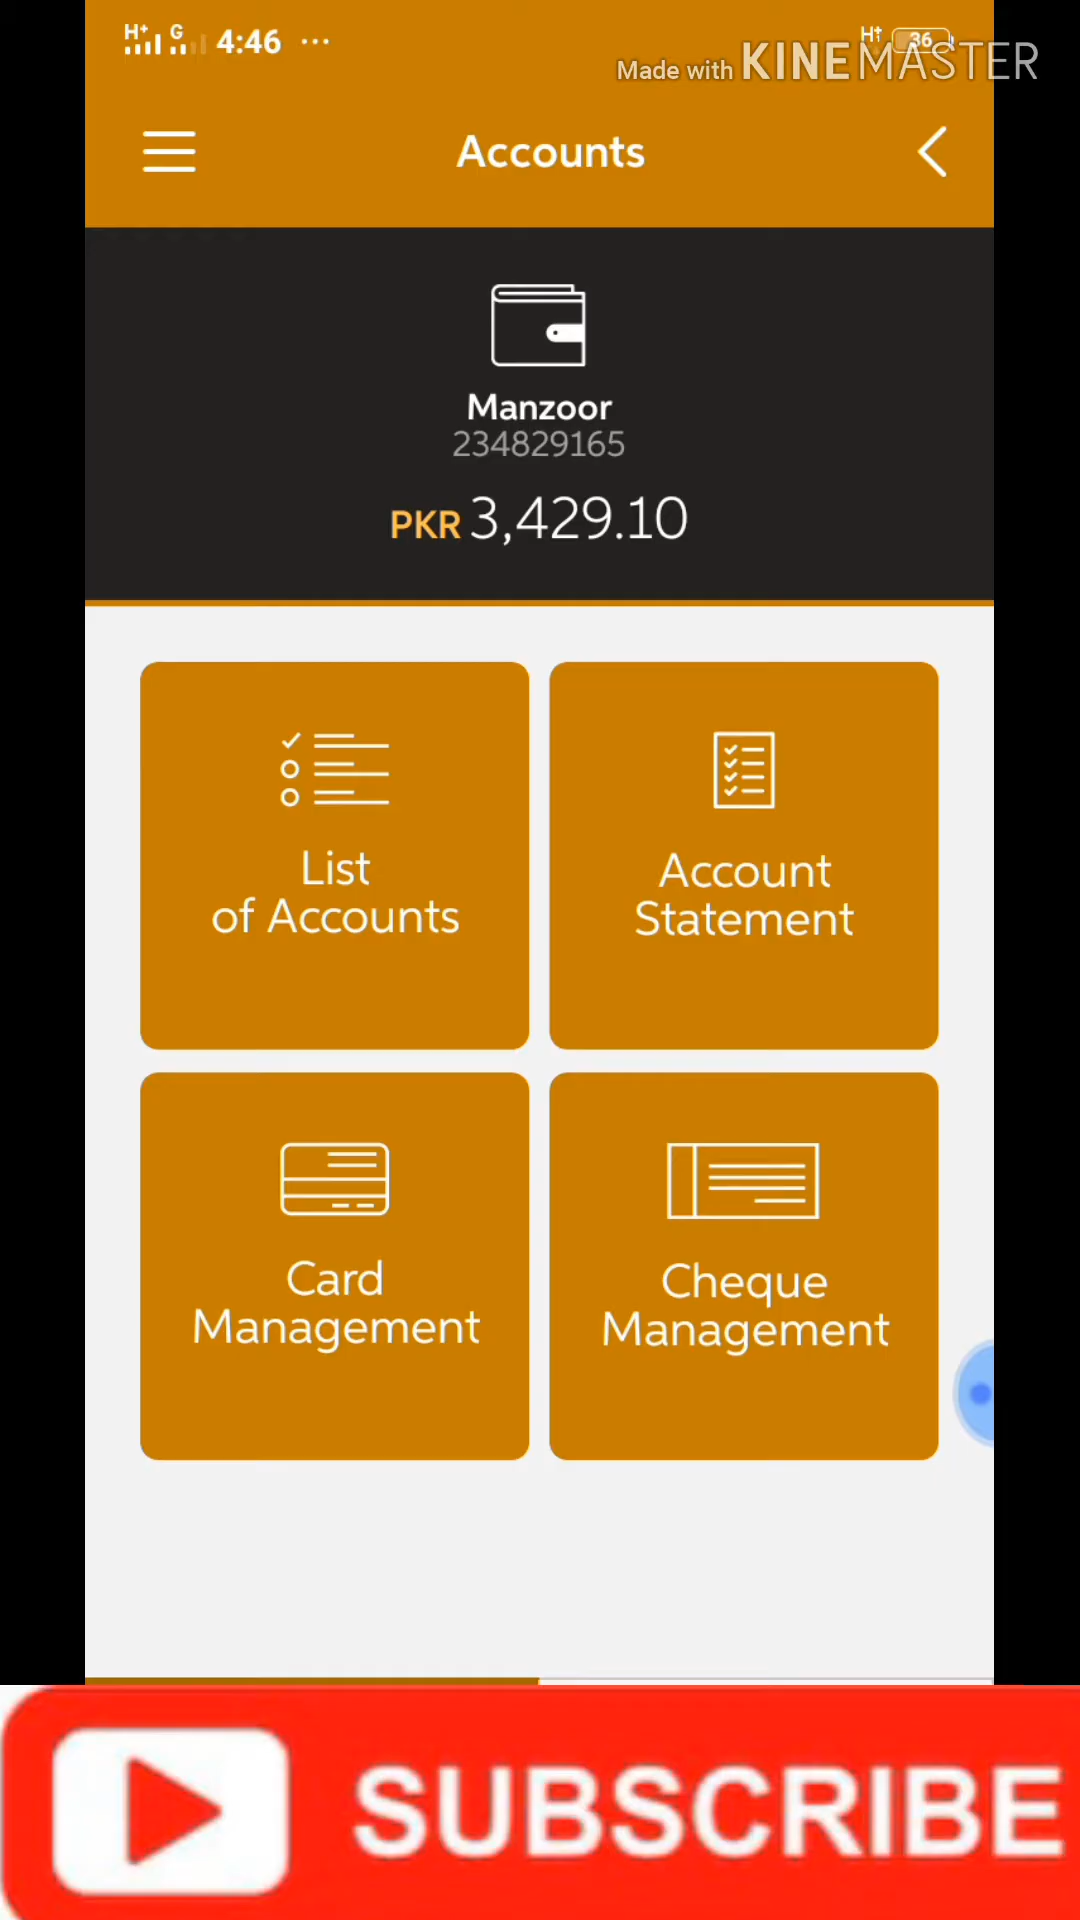 H+ G 4:46 ... H† 36
Made with KINEMASTER
Accounts
Manzoor
234829165
PKR 3,429.10
List
of Accounts
Account
Statement
Card
Management
Cheque
Management
SUBSCRIBE